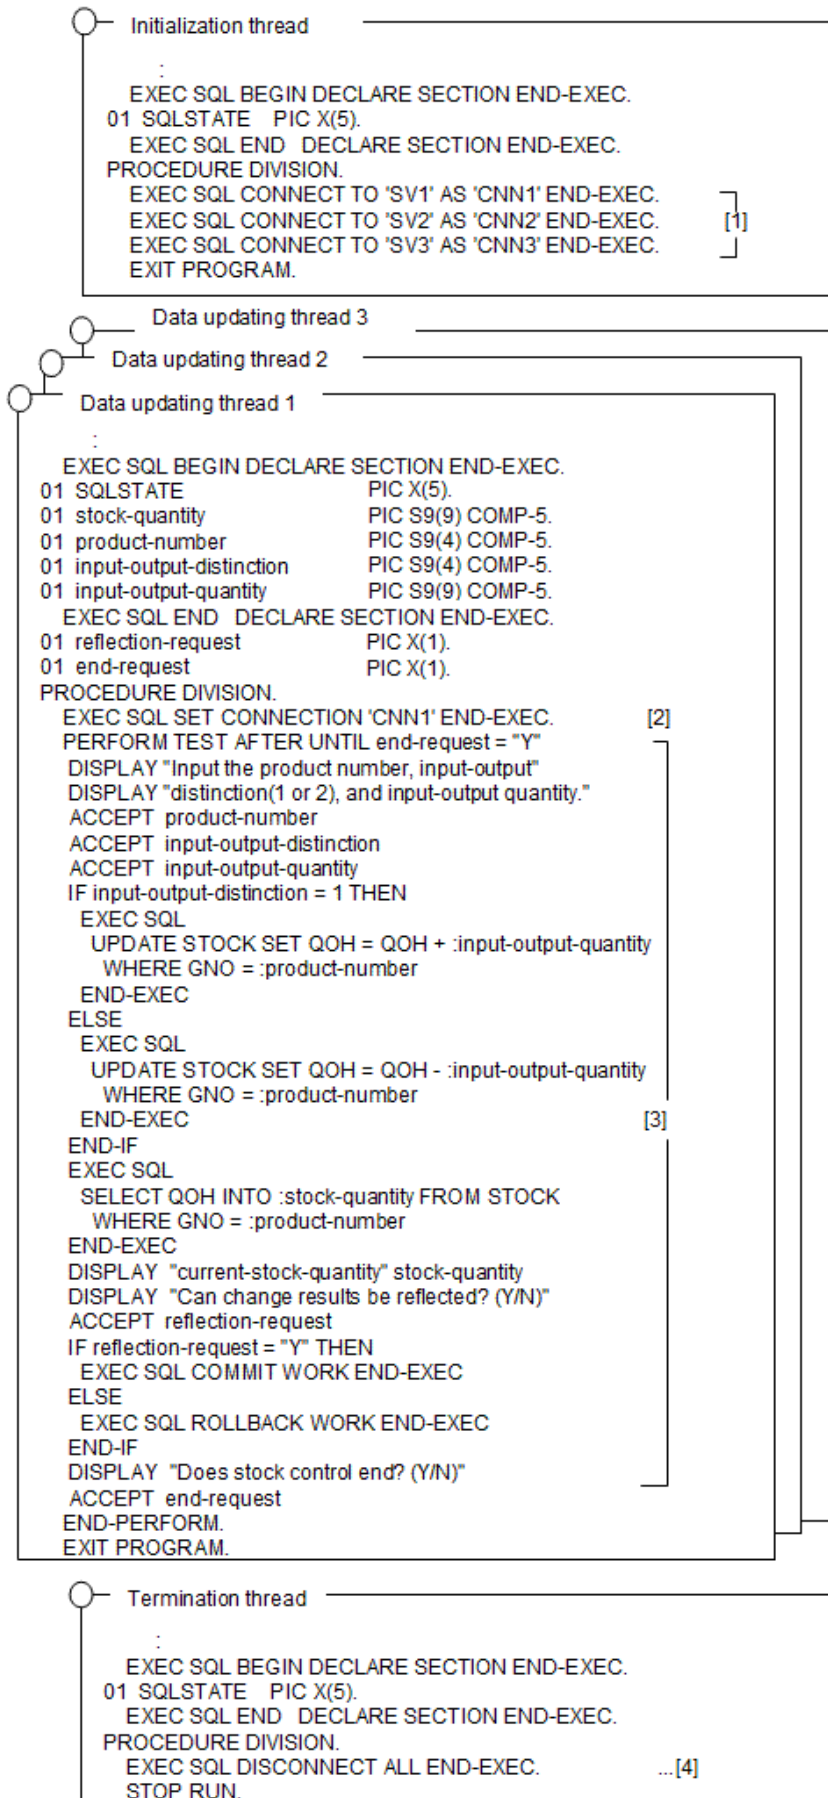 Initialization thread
:
EXEC SQL BEGIN DECLARE SECTION END-EXEC.
01 SQLSTATE PIC X(5).
EXEC SQL END DECLARE SECTION END-EXEC.
PROCEDURE DIVISION.
EXEC SQL CONNECT TO 'SV1' AS 'CNN1' END-EXEC.
EXEC SQL CONNECT TO 'SV2' AS 'CNN2' END-EXEC. [1]
EXEC SQL CONNECT TO 'SV3' AS 'CNN3' END-EXEC.
EXIT PROGRAM.
Data updating thread 3
Data updating thread 2
Data updating thread 1
:
EXEC SQL BEGIN DECLARE SECTION END-EXEC.
01 SQLSTATE PIC X(5).
01 stock-quantity PIC S9(9) COMP-5.
01 product-number PIC S9(4) COMP-5.
01 input-output-distinction PIC S9(4) COMP-5.
01 input-output-quantity PIC S9(9) COMP-5.
EXEC SQL END DECLARE SECTION END-EXEC.
01 reflection-request PIC X(1).
01 end-request PIC X(1).
PROCEDURE DIVISION.
EXEC SQL SET CONNECTION 'CNN1' END-EXEC. [2]
PERFORM TEST AFTER UNTIL end-request = "Y"
DISPLAY "Input the product number, input-output"
DISPLAY "distinction(1 or 2), and input-output quantity."
ACCEPT product-number
ACCEPT input-output-distinction
ACCEPT input-output-quantity
IF input-output-distinction = 1 THEN
EXEC SQL
UPDATE STOCK SET QOH = QOH + :input-output-quantity
WHERE GNO = :product-number
END-EXEC
ELSE
EXEC SQL
UPDATE STOCK SET QOH = QOH - :input-output-quantity
WHERE GNO = :product-number
END-EXEC [3]
END-IF
EXEC SQL
SELECT QOH INTO :stock-quantity FROM STOCK
WHERE GNO = :product-number
END-EXEC
DISPLAY "current-stock-quantity" stock-quantity
DISPLAY "Can change results be reflected? (Y/N)"
ACCEPT reflection-request
IF reflection-request = "Y" THEN
EXEC SQL COMMIT WORK END-EXEC
ELSE
EXEC SQL ROLLBACK WORK END-EXEC
END-IF
DISPLAY "Does stock control end? (Y/N)"
ACCEPT end-request
END-PERFORM.
EXIT PROGRAM.
Termination thread
:
EXEC SQL BEGIN DECLARE SECTION END-EXEC.
01 SQLSTATE PIC X(5).
EXEC SQL END DECLARE SECTION END-EXEC.
PROCEDURE DIVISION.
EXEC SQL DISCONNECT ALL END-EXEC. ...[4]
STOP RUN.